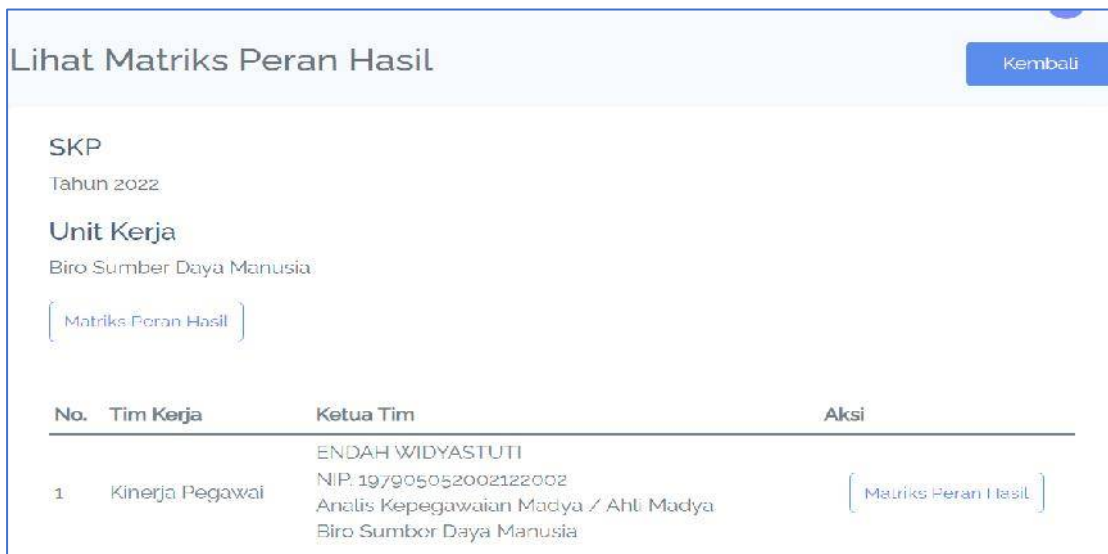 Lihat Matriks Peran Hasil
Kembali
SKP
Tahun 2022
Unit Kerja
Biro Sumber Daya Manusia
Matriks Peran Hasil
No. Tim Kerja Ketua Tim Aksi
ENDAH WIDYASTUTI
NIP. 197905052002122002
1 Kinerja Pegawai
Analis Kepegawaian Madya / Ahli Madya
Matriks Peran Hasil
Biro Sumber Daya Manusia